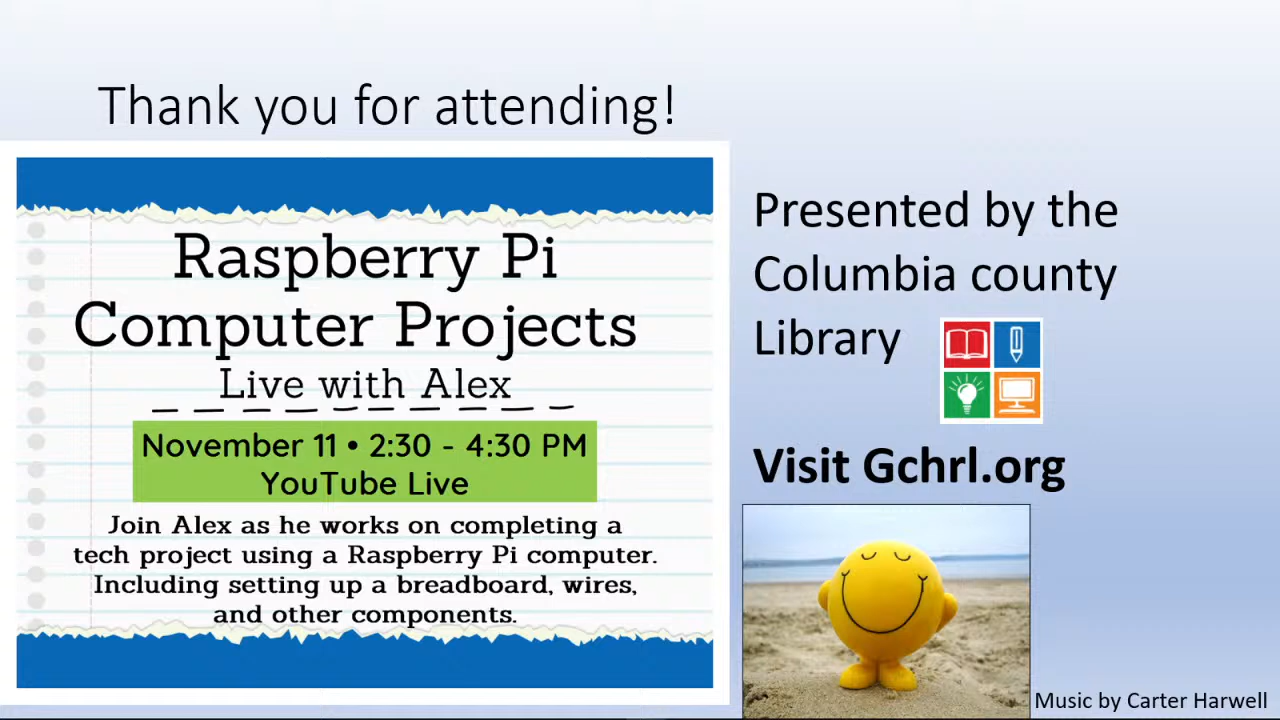 Thank you for attending!
Raspberry Pi
Computer Projects
Live with Alex
November 11 • 2:30 - 4:30 PM
YouTube Live
Join Alex as he works on completing a
tech project using a Raspberry Pi computer.
Including setting up a breadboard, wires,
and other components.
Presented by the
Columbia county
Library
Visit Gchrl.org
Music by Carter Harwell